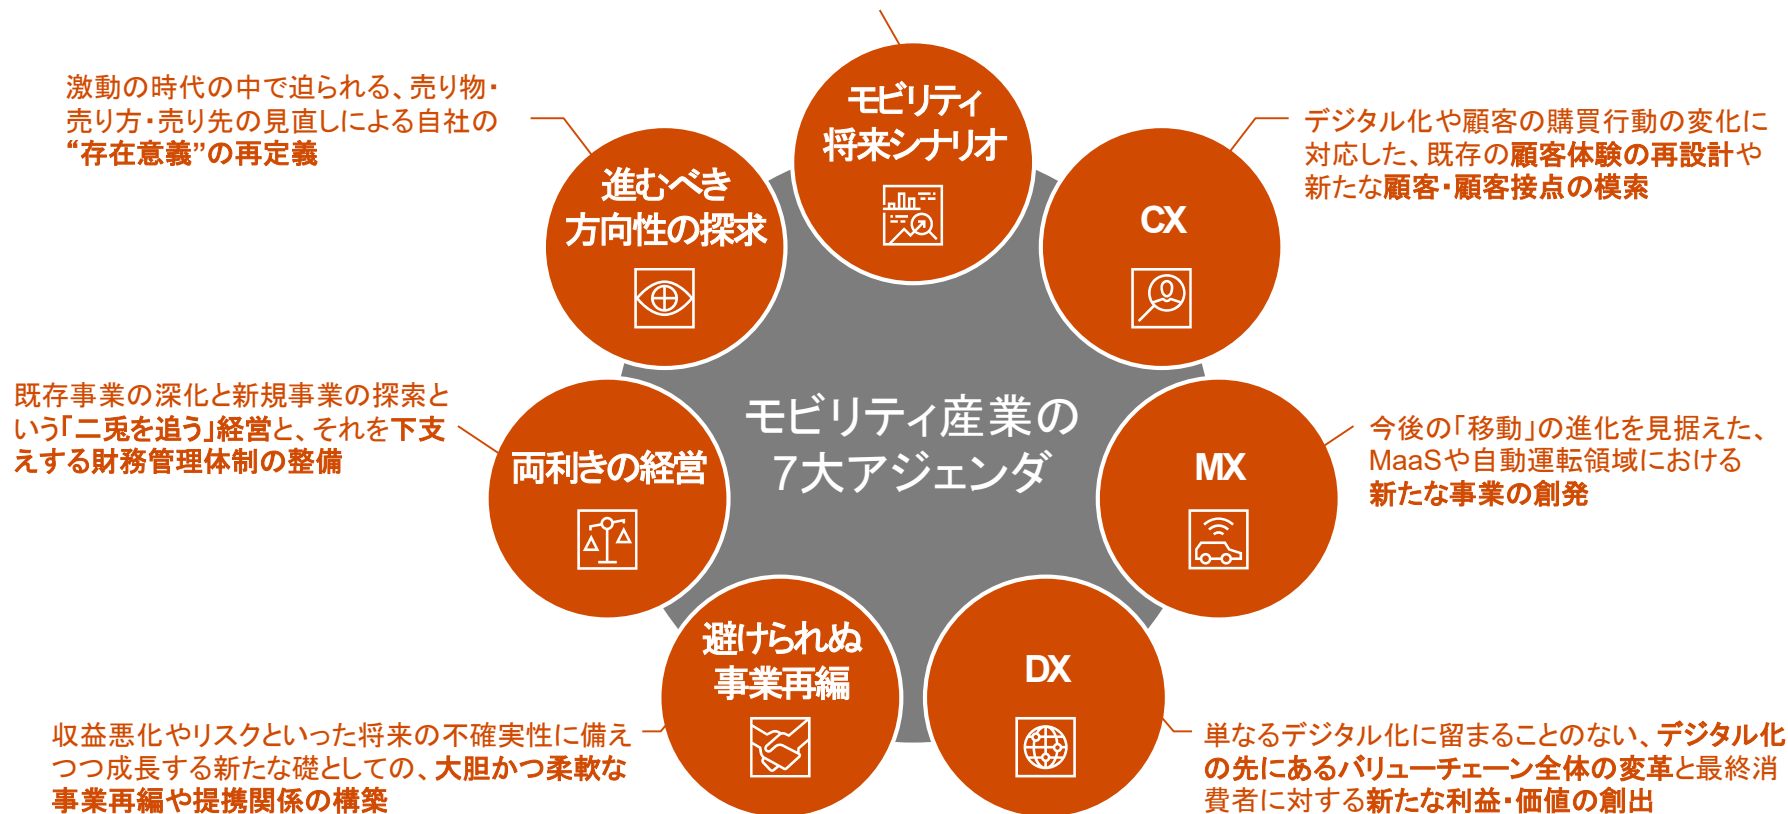 モビリティ
将来シナリオ
デジタル化や顧客の購買行動の変化に
対応した、既存の顧客体験の再設計や
新たな顧客・顧客接点の模索
CX
今後の「移動」の進化を見据えた、
MaaSや自動運転領域における
新たな事業の創発
MX
DX
単なるデジタル化に留まることのない、デジタル化
の先にあるバリューチェーン全体の変革と最終消
費者に対する新たな利益・価値の創出
避けられぬ
事業再編
収益悪化やリスクといった将来の不確実性に備え
つつ成長する新たな礎としての、大胆かつ柔軟な
事業再編や提携関係の構築
両利きの経営
既存事業の深化と新規事業の探索と
いう「二兎を追う」経営と、それを下支
えする財務管理体制の整備
進むべき
方向性の探求
激動の時代の中で迫られる、売り物・
売り方・売り先の見直しによる自社の
“存在意義”の再定義
モビリティ産業の
7大アジェンダ